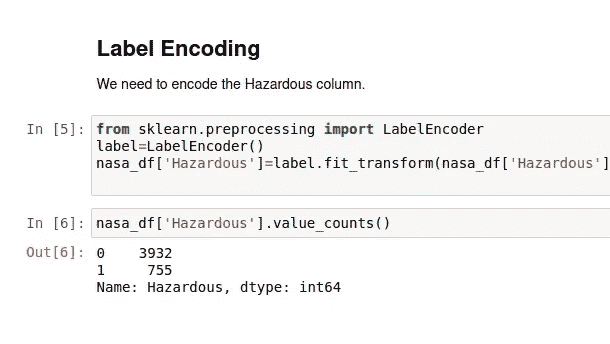 Label Encoding
We need to encode the Hazardous column.
In [5]: from sklearn.preprocessing import LabelEncoder
label=LabelEncoder()
nasa_df['Hazardous']=label.fit_transform(nasa_df['Hazardous']
In [6]: nasa_df['Hazardous'].value_counts()
Out[6]: 0    3932
1     755
Name: Hazardous, dtype: int64